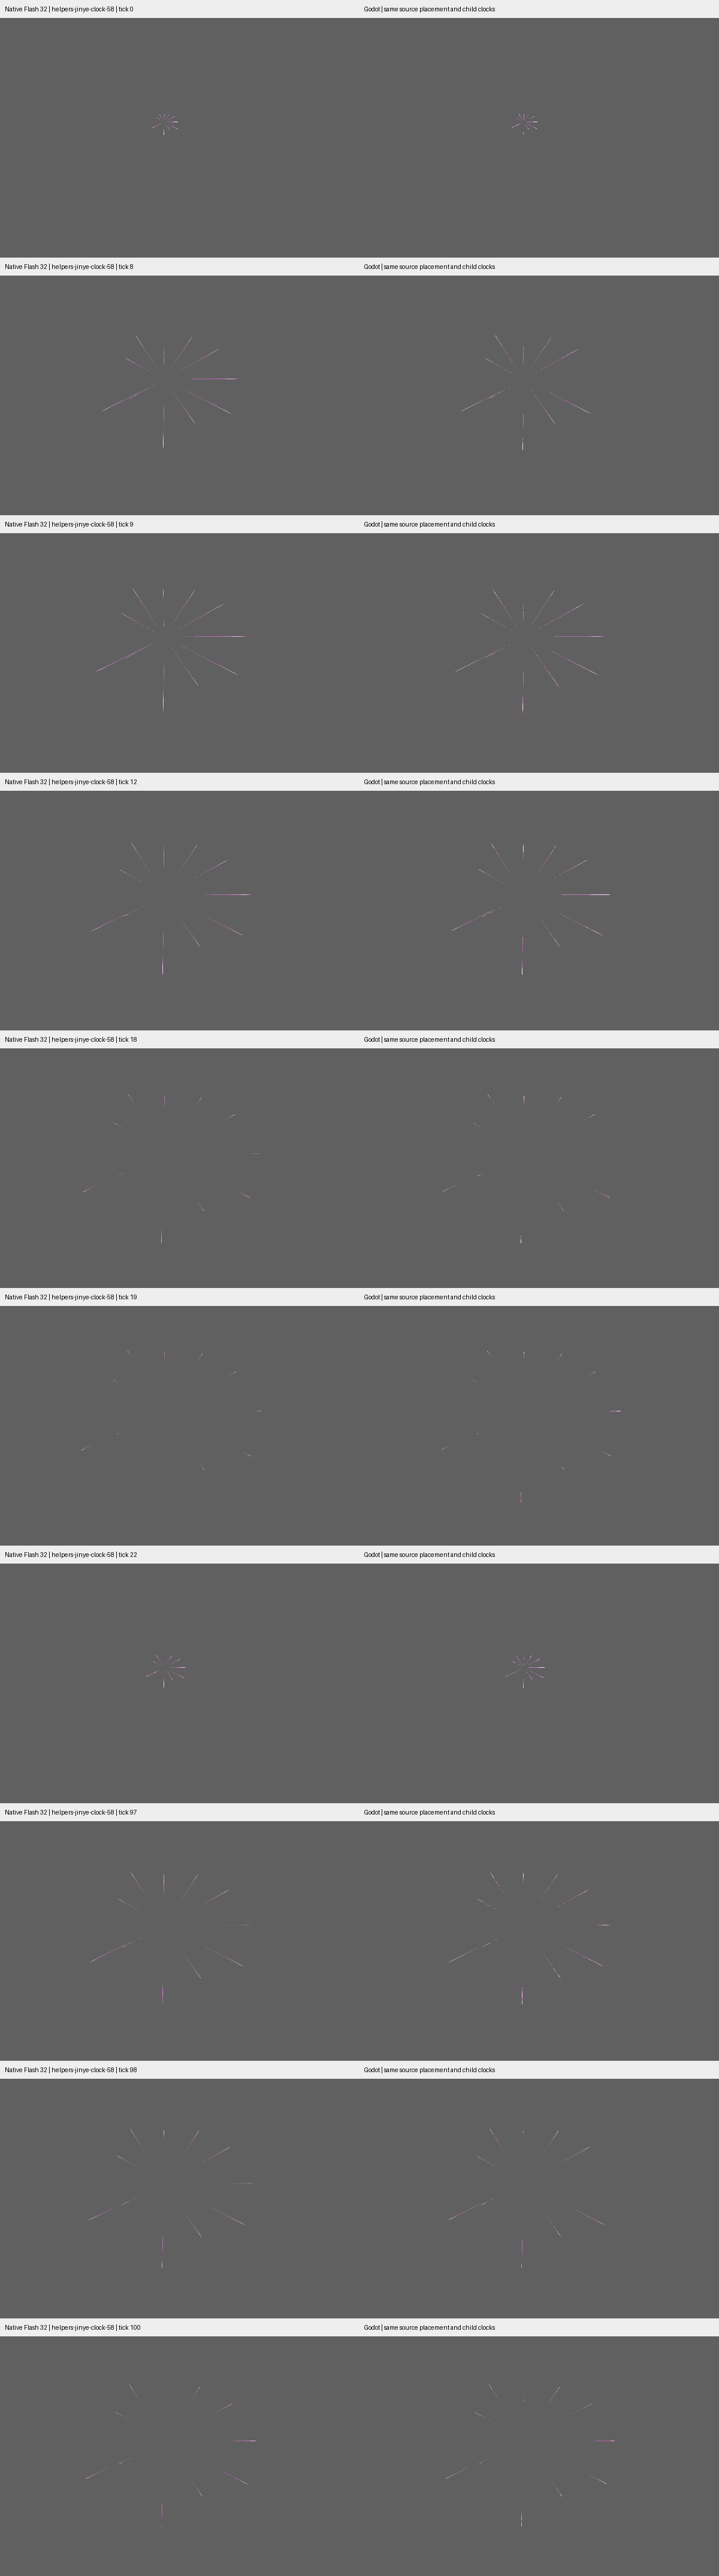 Native Flash 32 | helpers-jinye-clock-58 | tick 0
Godot | same source placement and child clocks
Native Flash 32 | helpers-jinye-clock-58 | tick 8
Godot | same source placement and child clocks
Native Flash 32 | helpers-jinye-clock-58 | tick 9
Godot | same source placement and child clocks
Native Flash 32 | helpers-jinye-clock-58 | tick 12
Godot | same source placement and child clocks
Native Flash 32 | helpers-jinye-clock-58 | tick 18
Godot | same source placement and child clocks
Native Flash 32 | helpers-jinye-clock-58 | tick 19
Godot | same source placement and child clocks
Native Flash 32 | helpers-jinye-clock-58 | tick 22
Godot | same source placement and child clocks
Native Flash 32 | helpers-jinye-clock-58 | tick 97
Godot | same source placement and child clocks
Native Flash 32 | helpers-jinye-clock-58 | tick 98
Godot | same source placement and child clocks
Native Flash 32 | helpers-jinye-clock-58 | tick 100
Godot | same source placement and child clocks